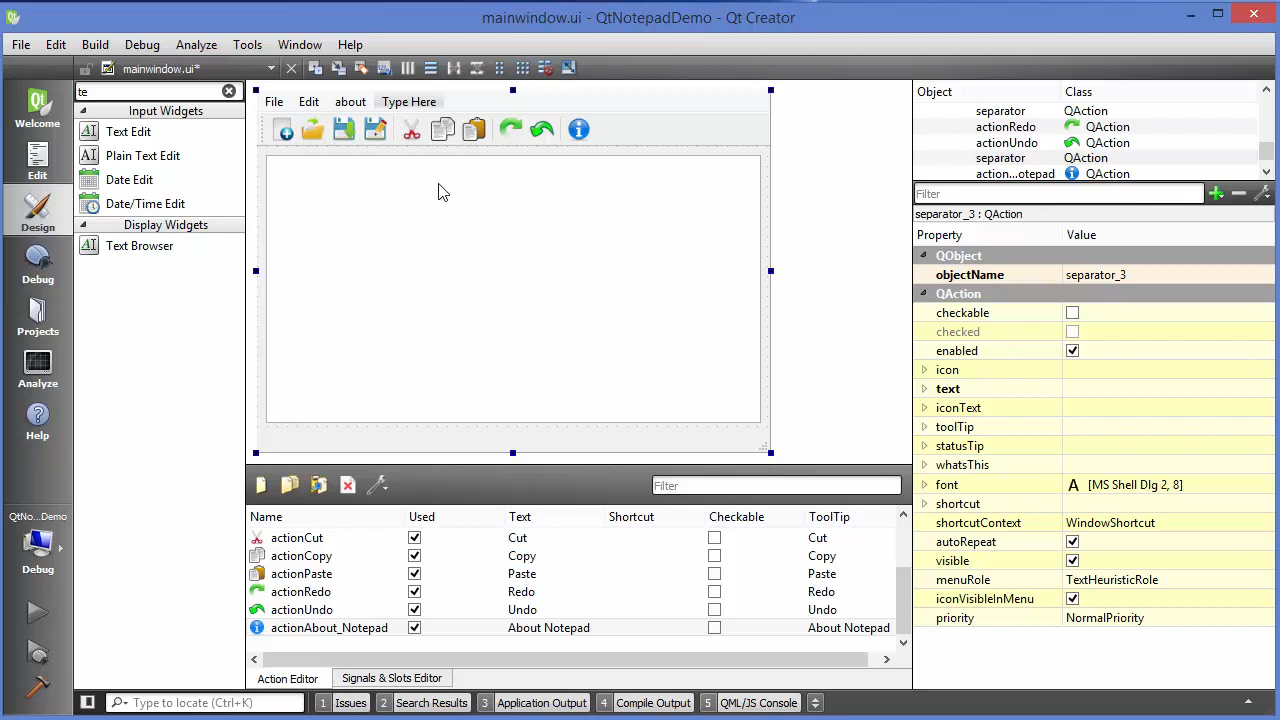 mainwindow.ui - QtNotepadDemo - Qt Creator
File Edit Build Debug Analyze Tools Window Help
mainwindow.ui*
te
Input Widgets
Text Edit
Plain Text Edit
Date Edit
Date/Time Edit
Display Widgets
Text Browser
Welcome
Edit
Design
Debug
Projects
Analyze
Help
QtNo...Demo
Debug
File Edit about Type Here
Object Class
separator QAction
actionRedo QAction
actionUndo QAction
separator QAction
action...otepad QAction
Filter
separator_3 : QAction
Property Value
QObject
objectName separator_3
QAction
checkable
checked
enabled
icon
text
iconText
toolTip
statusTip
whatsThis
font A [MS Shell Dlg 2, 8]
shortcut
shortcutContext WindowShortcut
autoRepeat
visible
menuRole TextHeuristicRole
iconVisibleInMenu
priority NormalPriority
Filter
Name Used Text Shortcut Checkable ToolTip
actionCut Cut Cut
actionCopy Copy Copy
actionPaste Paste Paste
actionRedo Redo Redo
actionUndo Undo Undo
actionAbout_Notepad About Notepad About Notepad
Action Editor Signals & Slots Editor
Type to locate (Ctrl+K) 1 Issues 2 Search Results 3 Application Output 4 Compile Output 5 QML/JS Console